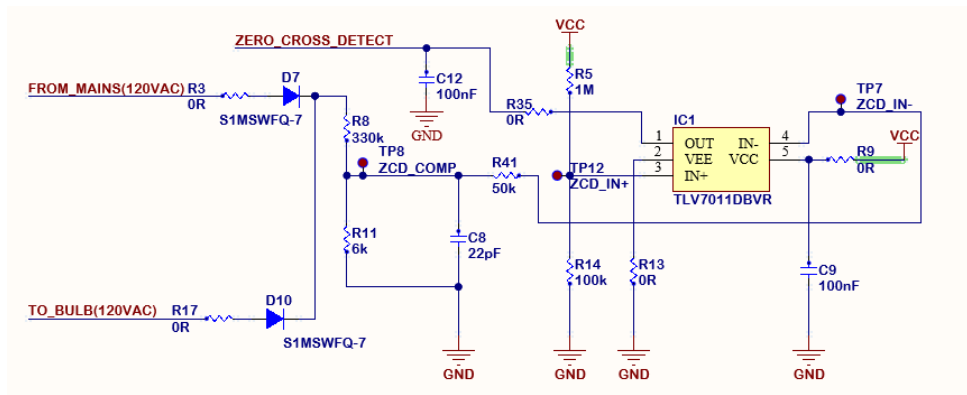 VCC
ZERO_CROSS_DETECT
FROM_MAINS(120VAC) R3
0R
D7
S1MSWFQ-7
C12
100nF
GND
R5
1M
R35
0R
TP7
ZCD_IN-
IC1
1 OUT IN- 4
2 VEE VCC 5
3 IN+
TLV7011DBVR
VCC
R9
0R
R8
330k
TP8
ZCD_COMP
R41
50k
TP12
ZCD_IN+
R11
6k
C8
22pF
R14
100k
R13
0R
C9
100nF
TO_BULB(120VAC) R17
0R
D10
S1MSWFQ-7
GND
GND
GND
GND